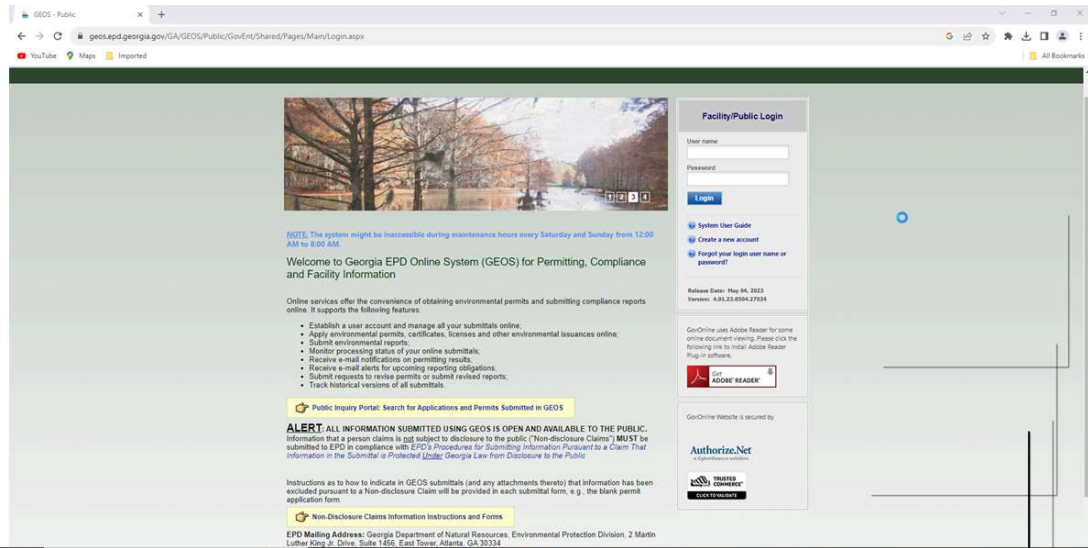 GEOS - Public
geos.epd.georgia.gov/GA/GEOS/Public/GovEnt/Shared/Pages/Main/Login.aspx
YouTube Maps Imported All Bookmarks
1 2 3 4
NOTE: The system might be inaccessible during maintenance hours every Saturday and Sunday from 12:00
AM to 8:00 AM.
Welcome to Georgia EPD Online System (GEOS) for Permitting, Compliance
and Facility Information
Online services offer the convenience of obtaining environmental permits and submitting compliance reports
online. It supports the following features:
Establish a user account and manage all your submittals online;
Apply environmental permits, certificates, licenses and other environmental issuances online;
Submit environmental reports;
Monitor processing status of your online submittals;
Receive e-mail notifications on permitting results;
Receive e-mail alerts for upcoming reporting obligations;
Submit requests to revise permits or submit revised reports;
Track historical versions of all submittals.
Public Inquiry Portal: Search for Applications and Permits Submitted in GEOS
ALERT: ALL INFORMATION SUBMITTED USING GEOS IS OPEN AND AVAILABLE TO THE PUBLIC.
Information that a person claims is not subject to disclosure to the public ("Non-disclosure Claims") MUST be
submitted to EPD in compliance with EPD's Procedures for Submitting Information Pursuant to a Claim That
Information in the Submittal is Protected Under Georgia Law from Disclosure to the Public
Instructions as to how to indicate in GEOS submittals (and any attachments thereto) that information has been
excluded pursuant to a Non-disclosure Claim will be provided in each submittal form, e.g., the blank permit
application form.
Non-Disclosure Claims Information Instructions and Forms
EPD Mailing Address: Georgia Department of Natural Resources, Environmental Protection Division, 2 Martin
Luther King Jr. Drive, Suite 1456, East Tower, Atlanta, GA 30334
Facility/Public Login
User name
Password
Login
System User Guide
Create a new account
Forgot your login user name or
password?
Release Date: May 04, 2023
Version: 4.01.23.0504.27034
GovOnline uses Adobe Reader for some
online document viewing. Please click the
following link to install Adobe Reader
Plug-in software.
Get
ADOBE® READER®
GovOnline Website is secured by
Authorize.Net
a CyberSource solution
TRUSTED
COMMERCE
CLICK TO VALIDATE